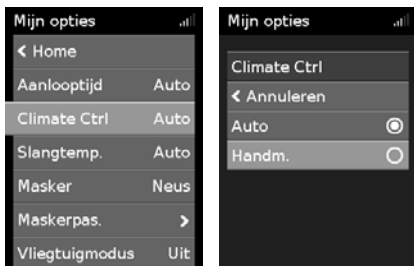 Mijn opties
< Home
Aanlooptijd Auto
Climate Ctrl Auto
Slangtemp. Auto
Masker Neus
Maskerpas. >
Vliegtuigmodus Uit
Mijn opties
Climate Ctrl
< Annuleren
Auto
Handm.